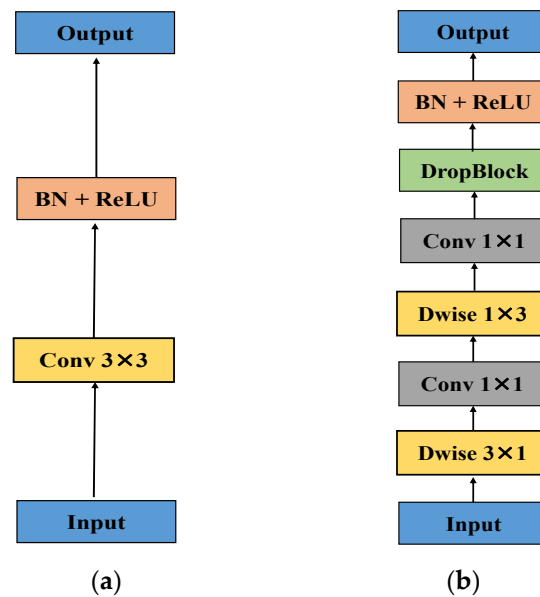 Output
BN + ReLU
Conv 3×3
Input
(a)
Output
BN + ReLU
DropBlock
Conv 1×1
Dwise 1×3
Conv 1×1
Dwise 3×1
Input
(b)